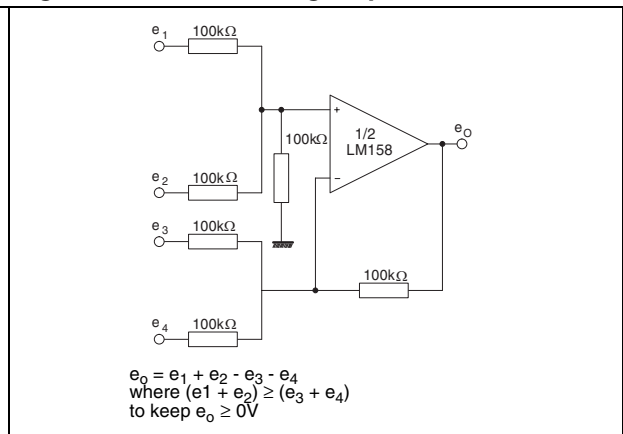 e1 100kΩ
100kΩ
1/2
LM158
+
-
eO
e2 100kΩ
e3 100kΩ
100kΩ
e4 100kΩ
eo = e1 + e2 - e3 - e4
where (e1 + e2) ≥ (e3 + e4)
to keep eo ≥ 0V